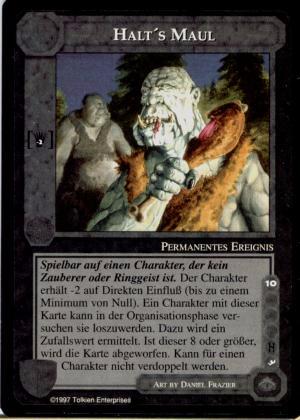 HALT´S MAUL
[-2]
PERMANENTES EREIGNIS
Spielbar auf einen Charakter, der kein
Zauberer oder Ringgeist ist. Der Charakter
erhält -2 auf Direkten Einfluß (bis zu einem
Minimum von Null). Ein Charakter mit dieser
Karte kann in der Organisationsphase ver-
suchen sie loszuwerden. Dazu wird ein
Zufallswert ermittelt. Ist dieser 8 oder größer,
wird die Karte abgeworfen. Kann für einen
Charakter nicht verdoppelt werden.
10
H
ART BY DANIEL FRAZIER
©1997 Tolkien Enterprises